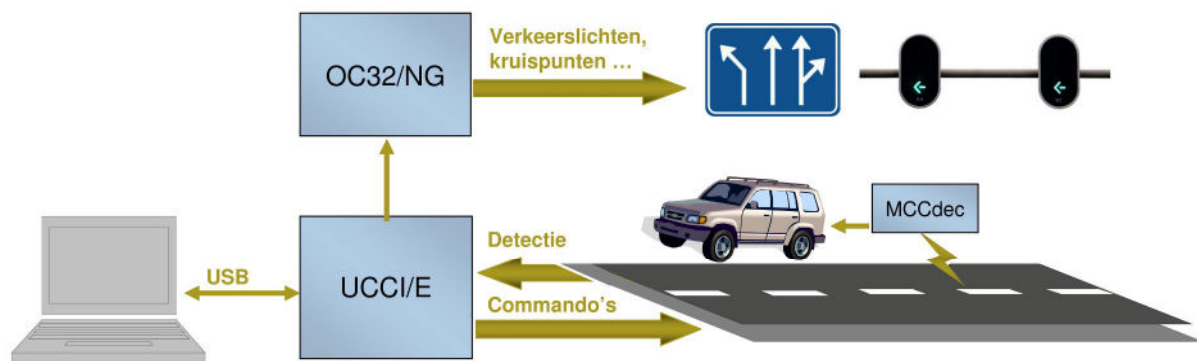 Verkeerslichten,
kruispunten ...
OC32/NG
MCCdec
Detectie
USB
UCCI/E
Commando's